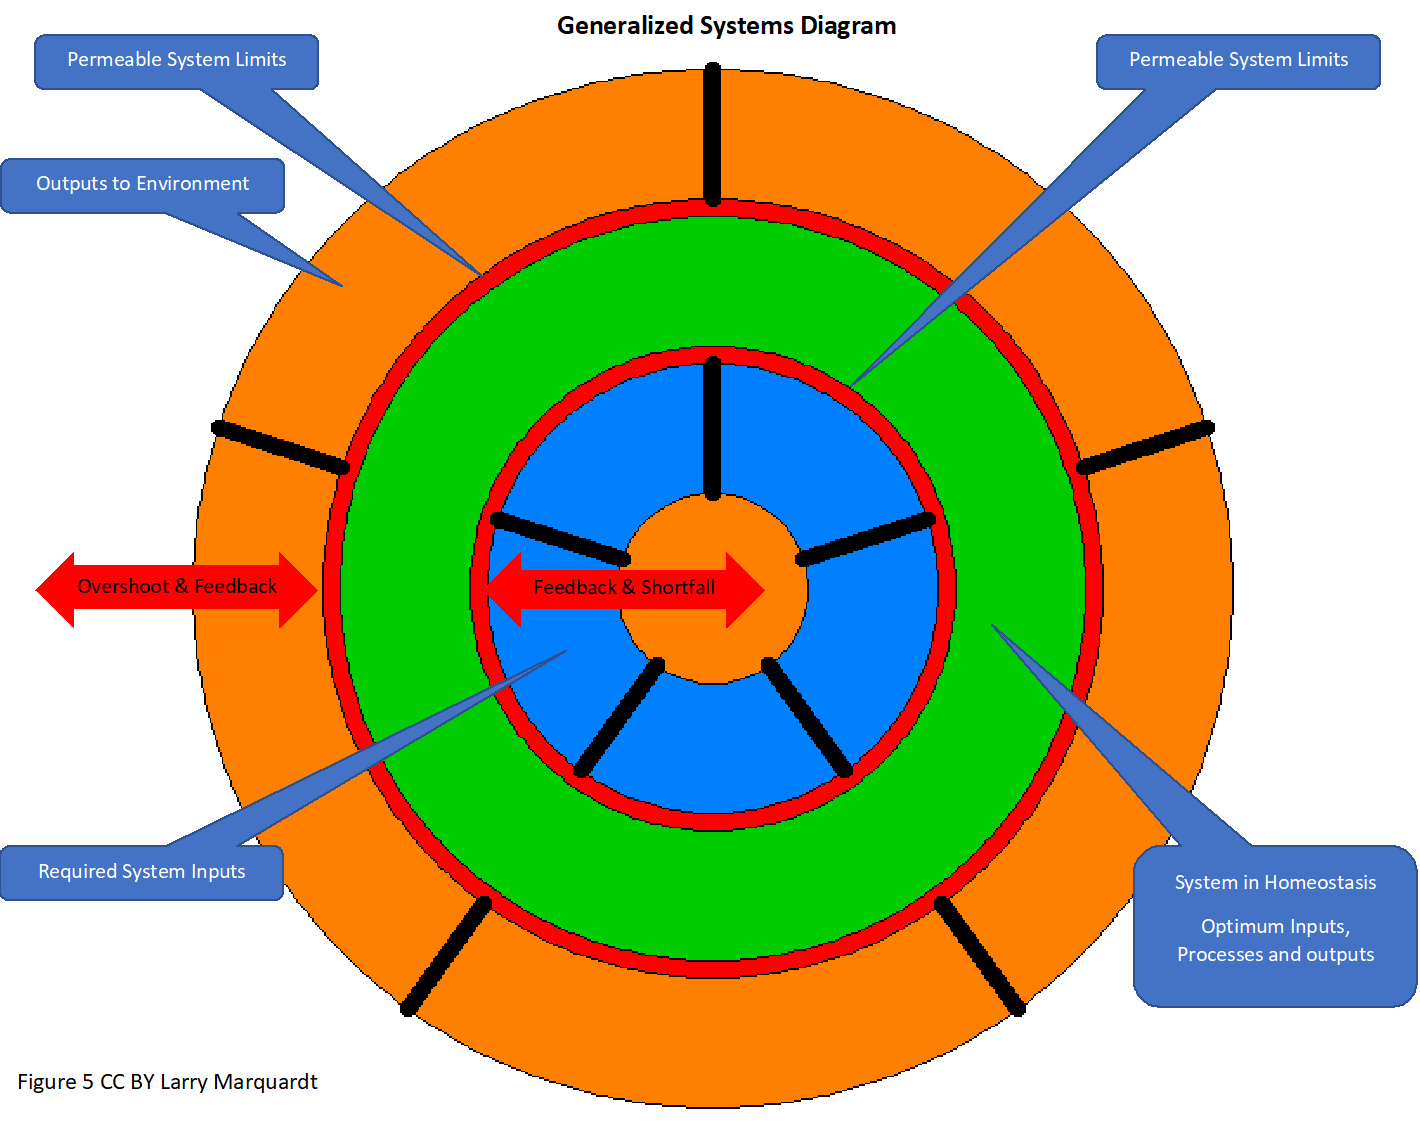 Generalized Systems Diagram
Permeable System Limits
Permeable System Limits
Outputs to Environment
Overshoot & Feedback
Feedback & Shortfall
Required System Inputs
System in Homeostasis
Optimum Inputs,
Processes and outputs
Figure 5 CC BY Larry Marquardt